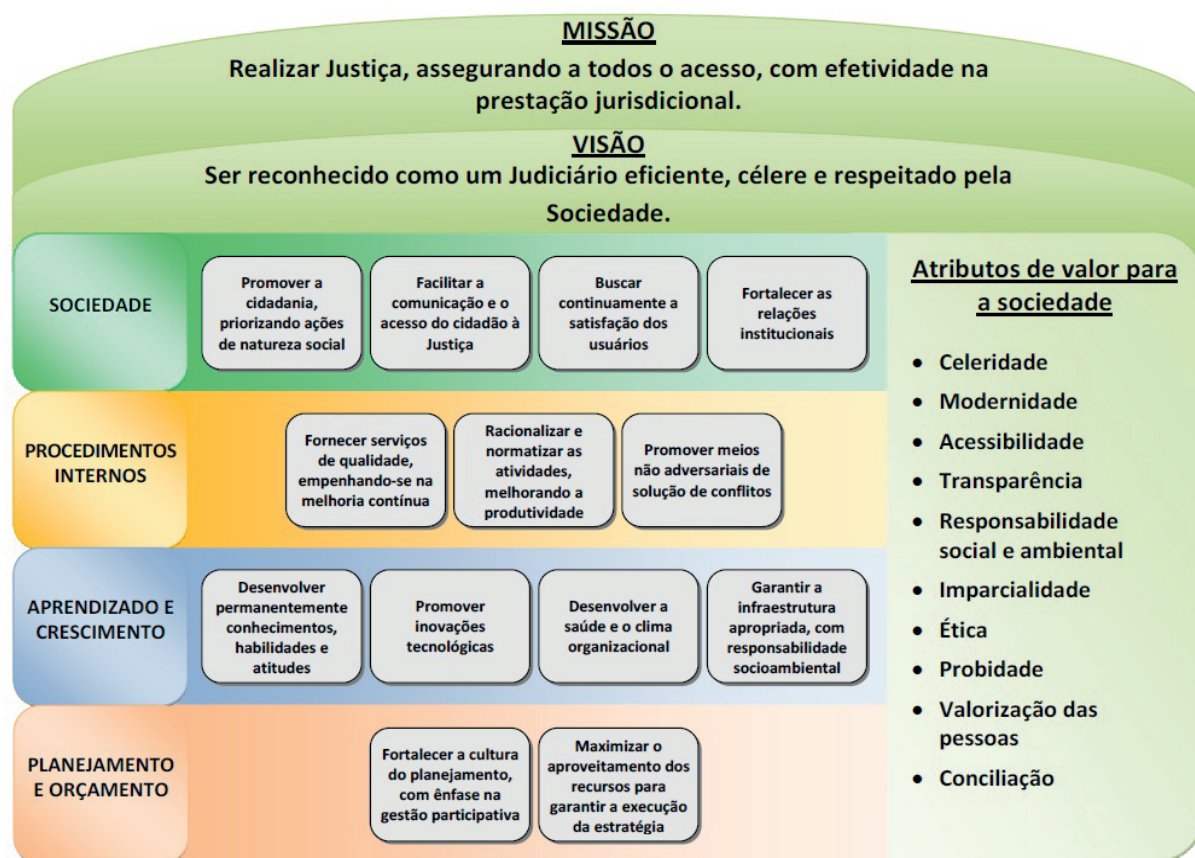 MISSÃO
Realizar Justiça, assegurando a todos o acesso, com efetividade na
prestação jurisdicional.
VISÃO
Ser reconhecido como um Judiciário eficiente, célere e respeitado pela
Sociedade.
SOCIEDADE
Promover a
cidadania,
priorizando ações
de natureza social
Facilitar a
comunicação e o
acesso do cidadão à
Justiça
Buscar
continuamente a
satisfação dos
usuários
Fortalecer as
relações
institucionais
PROCEDIMENTOS
INTERNOS
Fornecer serviços
de qualidade,
empenhando-se na
melhoria contínua
Racionalizar e
normatizar as
atividades,
melhorando a
produtividade
Promover meios
não adversariais de
solução de conflitos
APRENDIZADO E
CRESCIMENTO
Desenvolver
permanentemente
conhecimentos,
habilidades e
atitudes
Promover
inovações
tecnológicas
Desenvolver a
saúde e o clima
organizacional
Garantir a
infraestrutura
apropriada, com
responsabilidade
socioambiental
PLANEJAMENTO
E ORÇAMENTO
Fortalecer a cultura
do planejamento,
com ênfase na
gestão participativa
Maximizar o
aproveitamento dos
recursos para
garantir a execução
da estratégia
Atributos de valor para
a sociedade
• Celeridade
• Modernidade
• Acessibilidade
• Transparência
• Responsabilidade
social e ambiental
• Imparcialidade
• Ética
• Probidade
• Valorização das
pessoas
• Conciliação